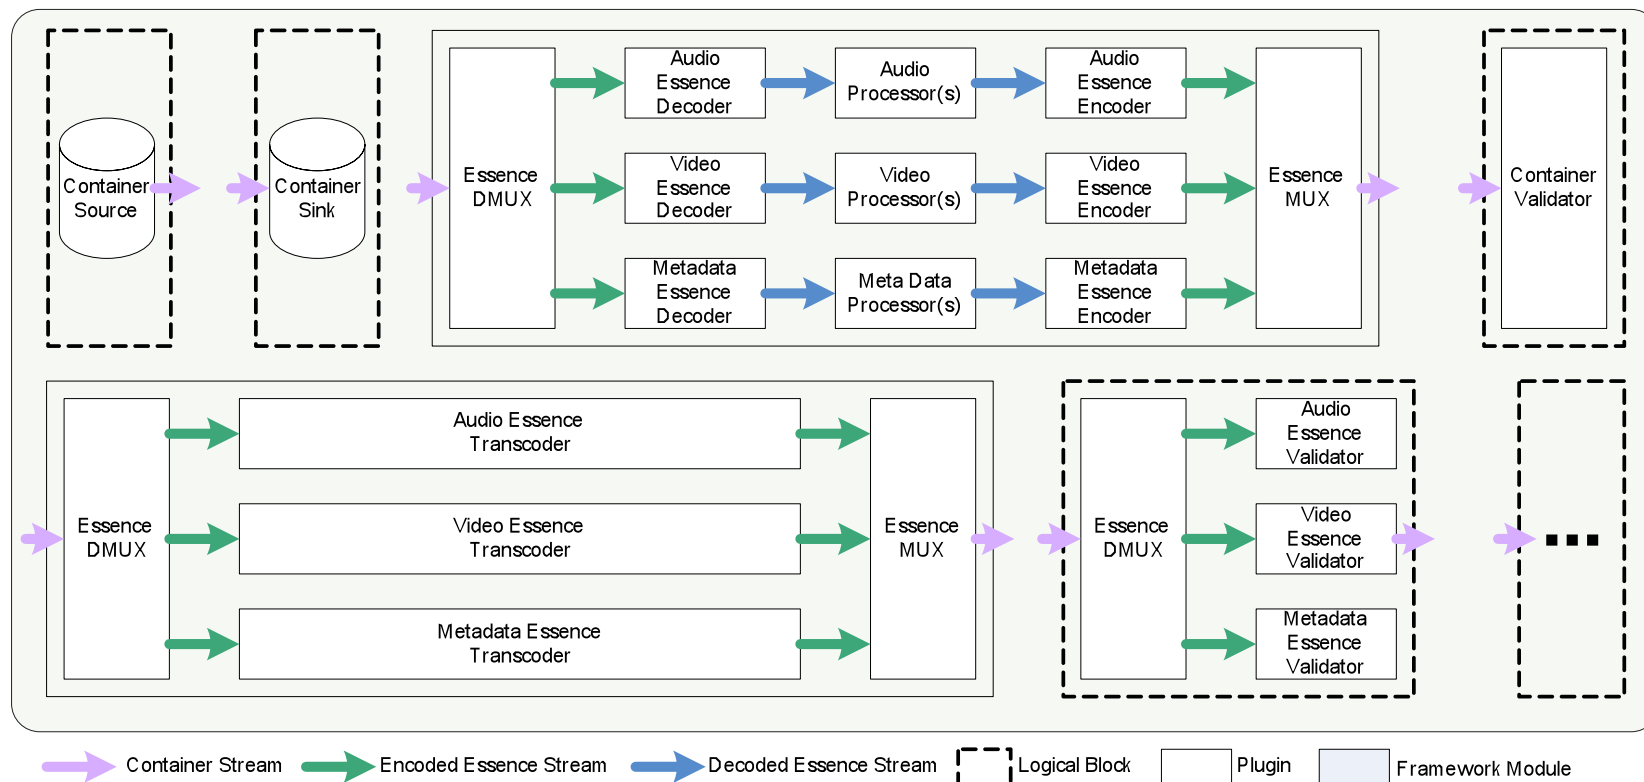 Container
Source
Container
Sink
Essence
DMUX
Audio
Essence
Decoder
Audio
Processor(s)
Audio
Essence
Encoder
Video
Essence
Decoder
Video
Processor(s)
Video
Essence
Encoder
Metadata
Essence
Decoder
Meta Data
Processor(s)
Metadata
Essence
Encoder
Essence
MUX
Container
Validator
Essence
DMUX
Audio Essence
Transcoder
Video Essence
Transcoder
Metadata Essence
Transcoder
Essence
MUX
Essence
DMUX
Audio
Essence
Validator
Video
Essence
Validator
Metadata
Essence
Validator
...
Container Stream
Encoded Essence Stream
Decoded Essence Stream
Logical Block
Plugin
Framework Module